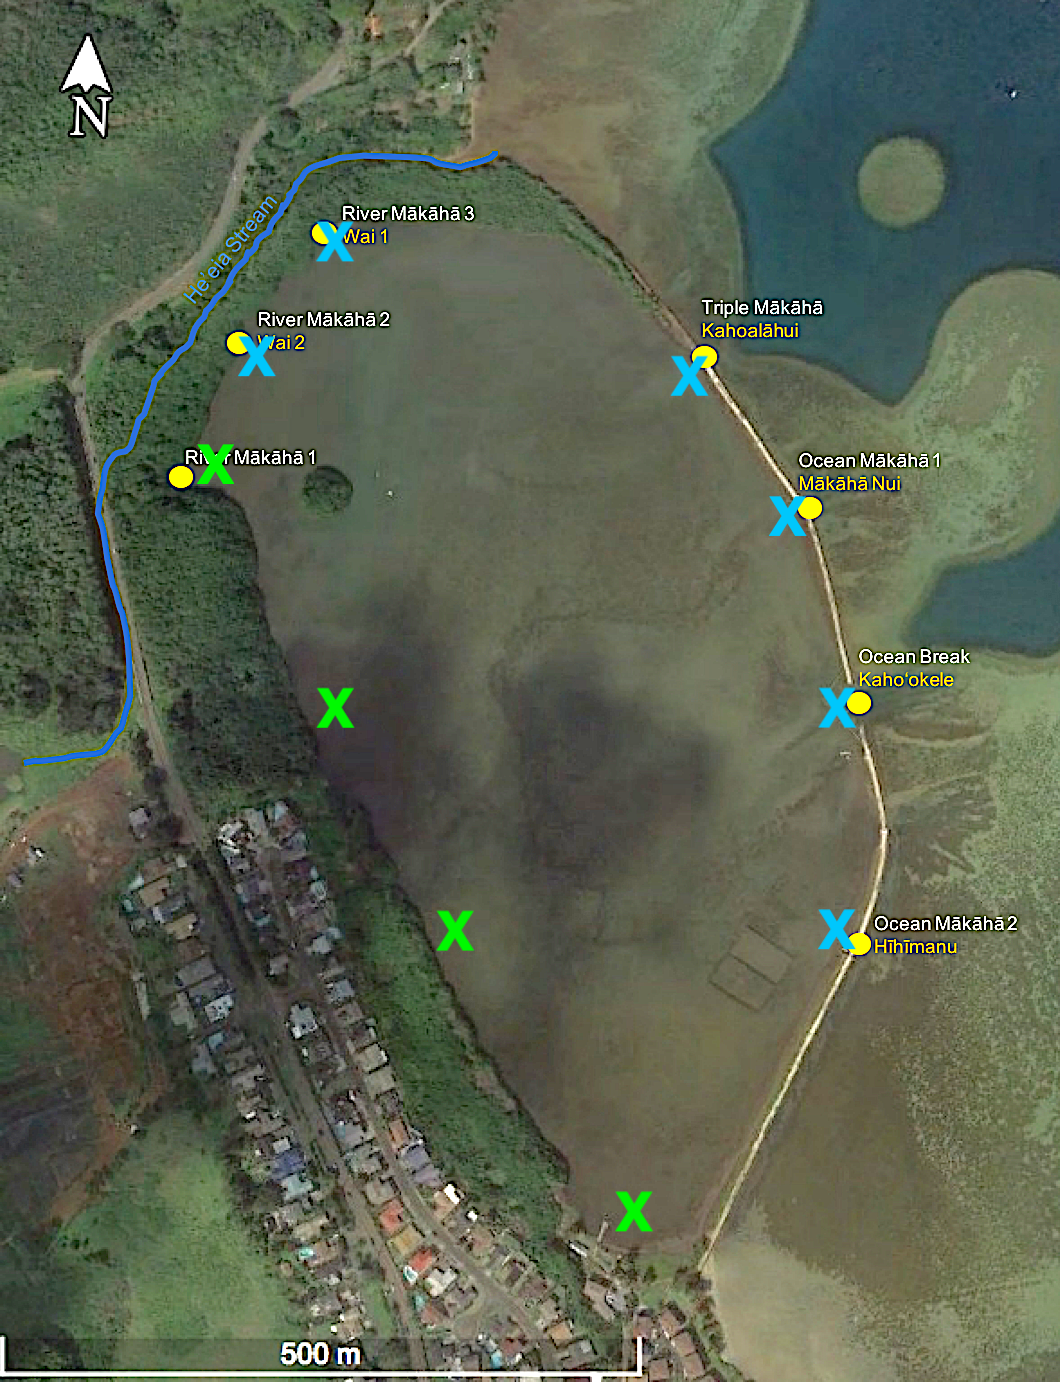 N
He'eia Stream
River Mākāhā 3
Wai 1
River Mākāhā 2
Wai 2
River Mākāhā 1
Triple Mākāhā
Kahoalāhui
Ocean Mākāhā 1
Mākāhā Nui
Ocean Break
Kahoʻokele
Ocean Mākāhā 2
Hīhīmanu
X
X
X
X
X
X
X
X
X
X
500 m